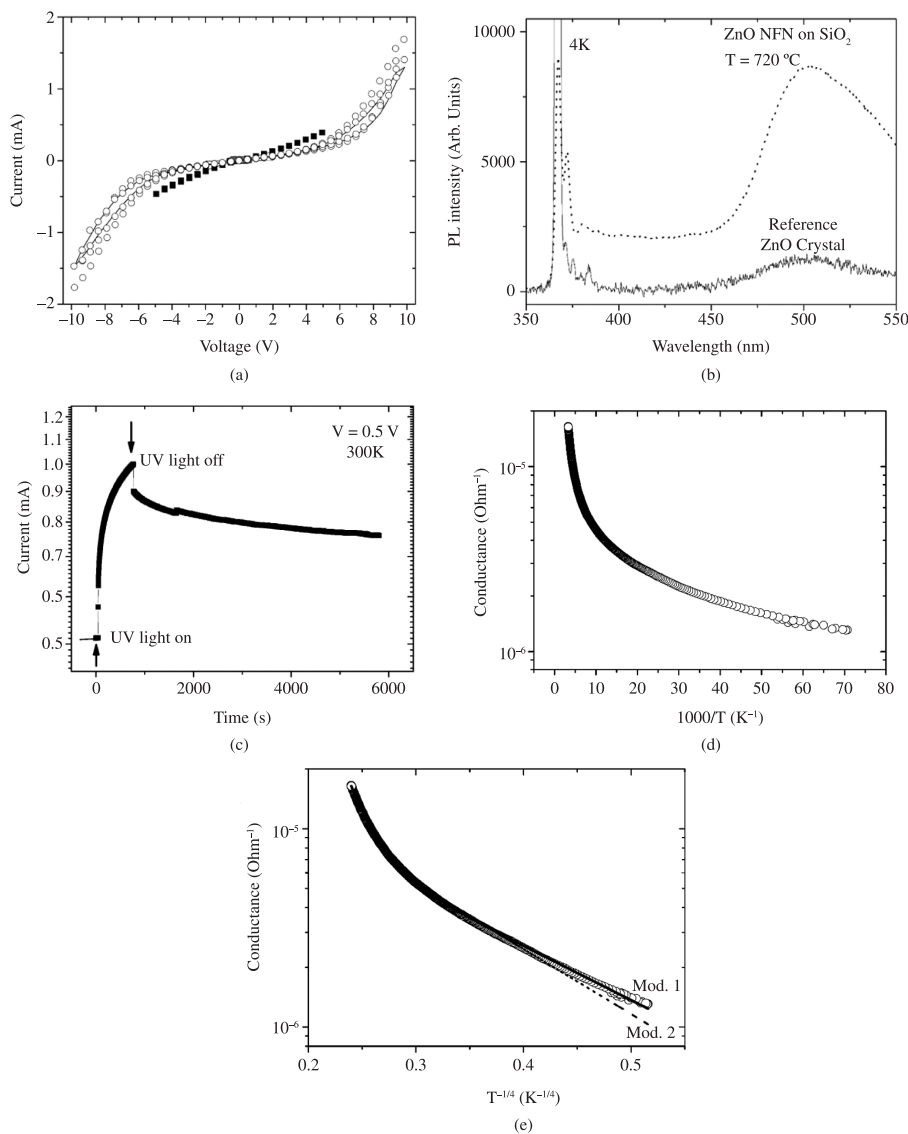 2
1
0
−1
−2
Current (mA)
−10 −8 −6 −4 −2 0 2 4 6 8 10
Voltage (V)
(a)
10000
5000
0
PL intensity (Arb. Units)
4K
ZnO NFN on SiO2
T = 720 ºC
Reference
ZnO Crystal
350 400 450 500 550
Wavelength (nm)
(b)
1.2
1.1
1.0
0.9
0.8
0.7
0.5
0.5
Current (mA)
V = 0.5 V
300K
UV light off
UV light on
0 2000 4000 6000
Time (s)
(c)
10−5
10−6
Conductance (Ohm−1)
0 10 20 30 40 50 60 70 80
1000/T (K−1)
(d)
10−5
10−6
Conductance (Ohm−1)
Mod. 1
Mod. 2
0.2 0.3 0.4 0.5
T−1/4 (K−1/4)
(e)